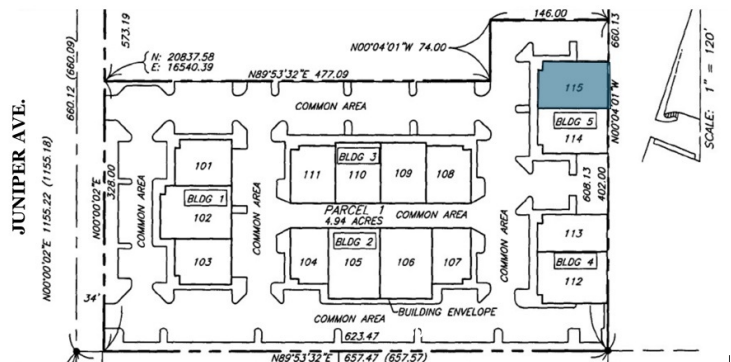 146.00
573.19
N00°04'01"W 74.00
660.13
N: 20837.58
E: 16540.39
N89°53'32"E 477.09
660.12 (660.09)
COMMON AREA
115
N00°04'01"W
SCALE: 1" = 120'
BLDG 5
114
JUNIPER AVE.
N00°00'02"E 1155.22 (1155.18)
N00°00'02"E
328.00
COMMON AREA
101
BLDG 1
102
103
COMMON AREA
BLDG 3
111
110
109
108
PARCEL 1
4.94 ACRES
COMMON AREA
BLDG 2
104
105
106
107
COMMON AREA
608.13
402.00
113
BLDG 4
112
34'
BUILDING ENVELOPE
COMMON AREA
623.47
N89°53'32"E 657.47 (657.57)